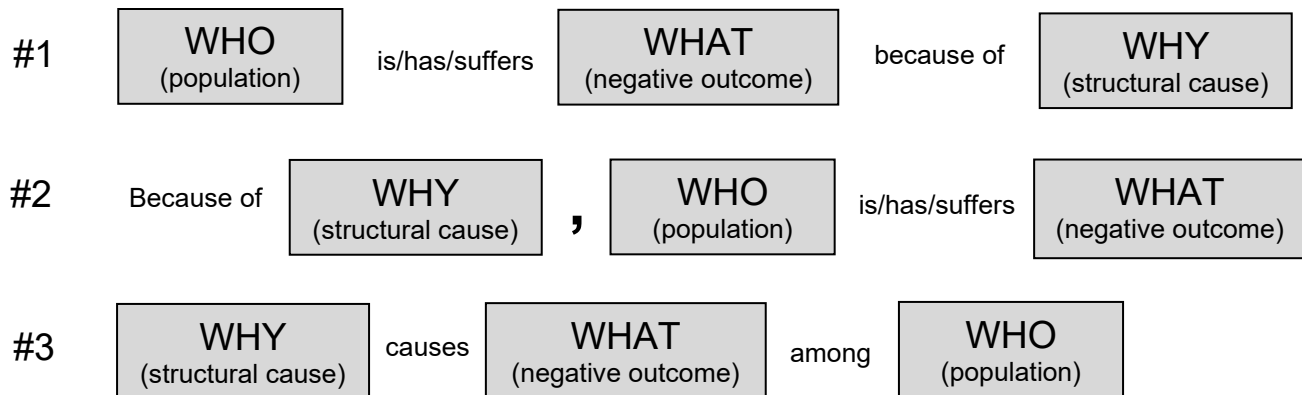 #1 WHO is/has/suffers WHAT because of WHY
(population) (negative outcome) (structural cause)
#2 Because of WHY , WHO is/has/suffers WHAT
(structural cause) (population) (negative outcome)
#3 WHY causes WHAT among WHO
(structural cause) (negative outcome) (population)